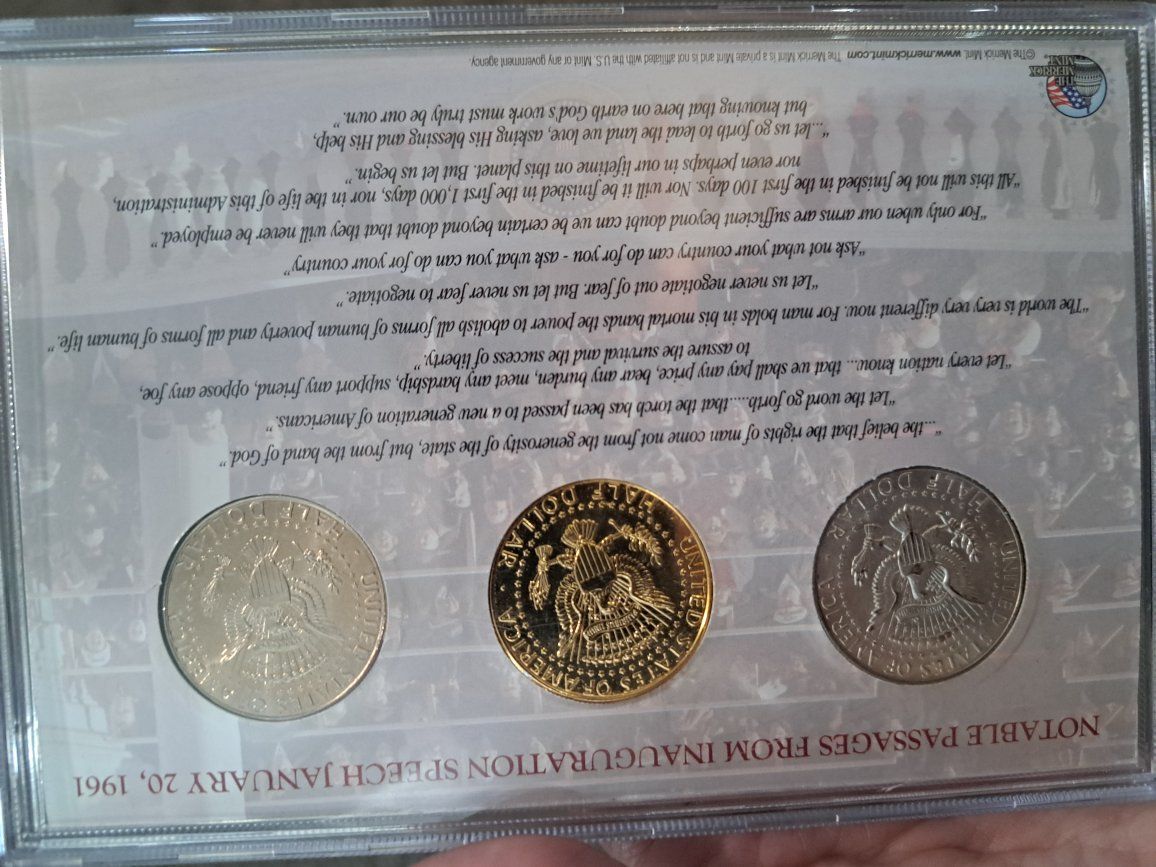 NOTABLE PASSAGES FROM INAUGURATION SPEECH JANUARY 20, 1961
UNITED STATES OF AMERICA
HALF DOLLAR
UNITED STATES OF AMERICA
HALF DOLLAR
UNITED STATES OF AMERICA
HALF DOLLAR
“...the belief that the rights of man come not from the generosity of the state, but from the hand of God.”
“Let the word go forth.....that the torch has been passed to a new generation of Americans.”
“Let every nation know... that we shall pay any price, bear any burden, meet any hardship, support any friend, oppose any foe,
to assure the survival and the success of liberty.”
“The world is very very different now. For man holds in his mortal hands the power to abolish all forms of human poverty and all forms of human life.”
“Let us never negotiate out of fear. But let us never fear to negotiate.”
“Ask not what your country can do for you - ask what you can do for your country”
“For only when our arms are sufficient beyond doubt can we be certain beyond doubt that they will never be employed.”
“All this will not be finished in the first 100 days. Nor will it be finished in the first 1,000 days, nor in the life of this Administration,
nor even perhaps in our lifetime on this planet. But let us begin.”
“...let us go forth to lead the land we love, asking His blessing and His help,
but knowing that here on earth God's work must truly be our own.”
THE
MERRICK
MINT
©The Merrick Mint. www.merrickmint.com The Merrick Mint is a private Mint and is not affiliated with the U.S. Mint or any government agency.